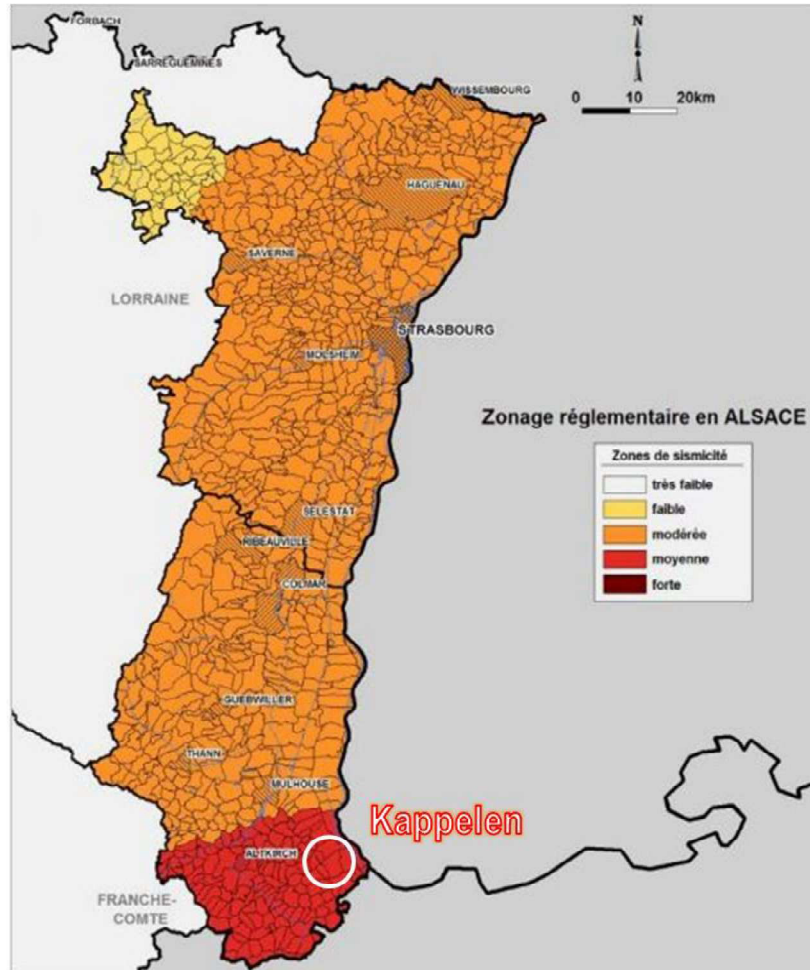 FORBACH
SARREGUEMINES
WISSEMBOURG
N
0 10 20km
HAGUENAU
SAVERNE
LORRAINE
STRASBOURG
MOLSHEIM
Zonage réglementaire en ALSACE
Zones de sismicité
très faible
faible
modérée
moyenne
forte
SELESTAT
RIBEAUVILLE
COLMAR
GUEBWILLER
THANN
MULHOUSE
Kappelen
ALTKIRCH
FRANCHE-
COMTE